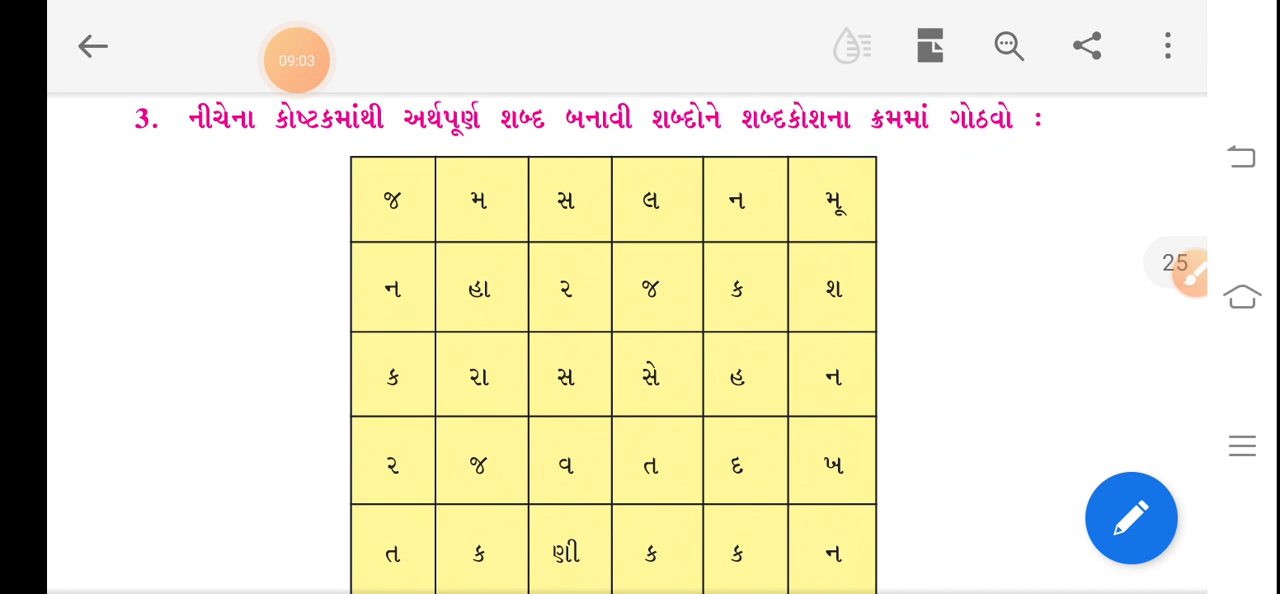 09:03
3. નીચેના કોષ્ટકમાંથી અર્થપૂર્ણ શબ્દ બનાવી શબ્દોને શબ્દકોશના ક્રમમાં ગોઠવો :
જ મ સ લ ન મૂ
ન હા ર જ ક શ
25
ક રા સ સે હ ન
ર જ વ ત દ ખ
ત ક ણી ક ક ન